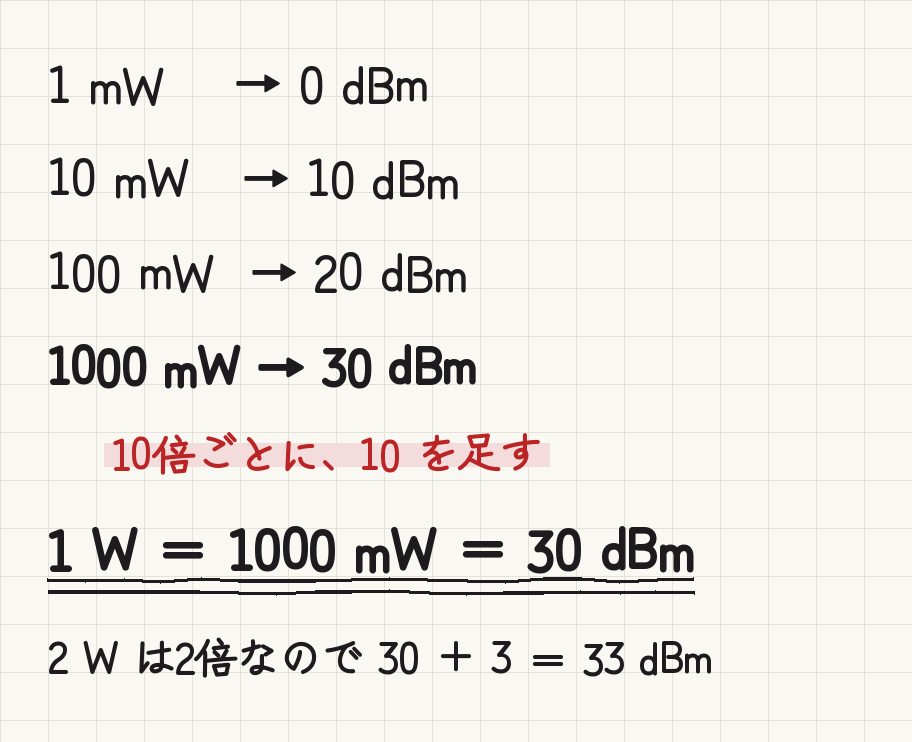 1 mW → 0 dBm
10 mW → 10 dBm
100 mW → 20 dBm
1000 mW → 30 dBm
10倍ごとに、10 を足す
1 W = 1000 mW = 30 dBm
2 W は2倍なので 30 + 3 = 33 dBm